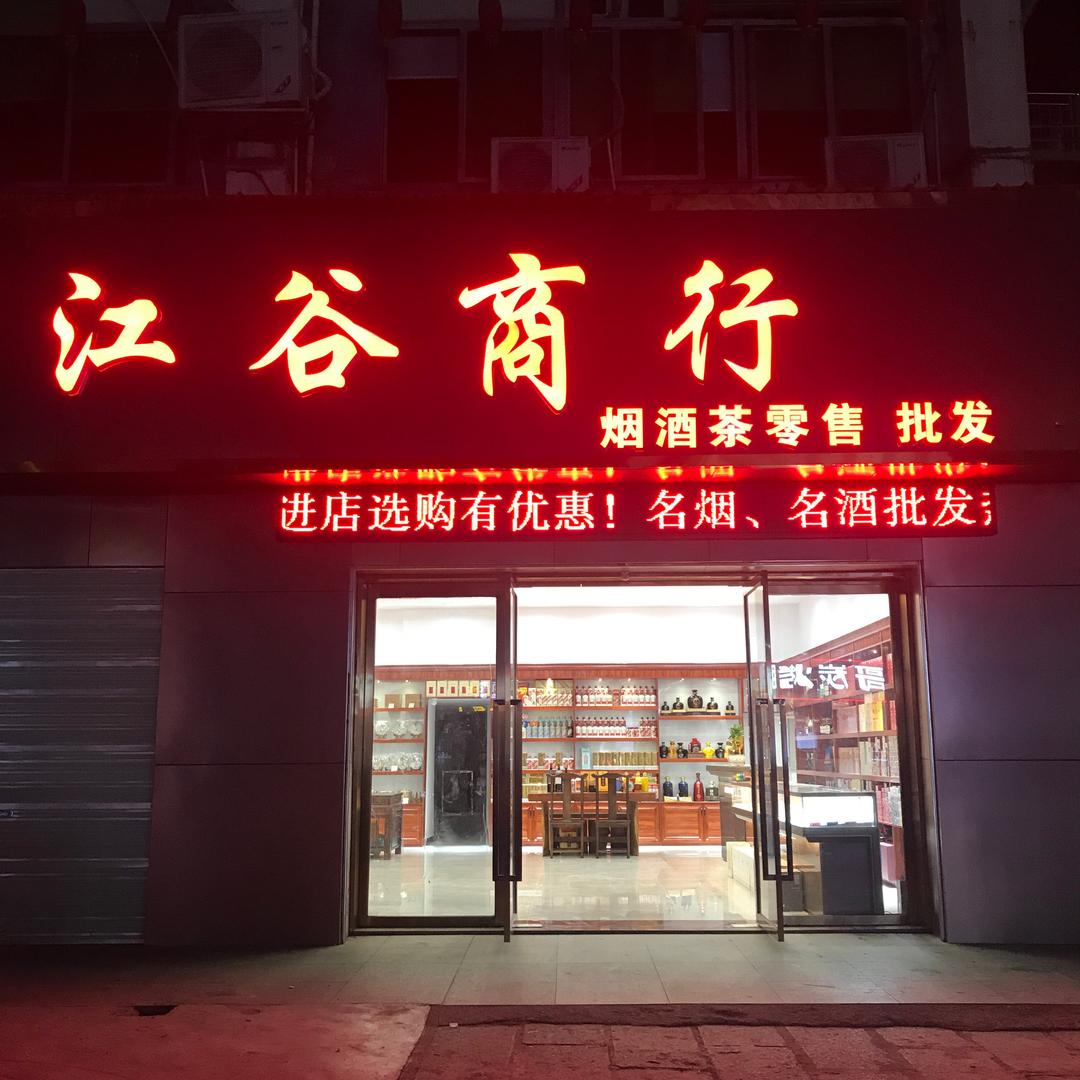 江谷商行
烟酒茶零售 批发
进店选购有优惠！名烟、名酒批发